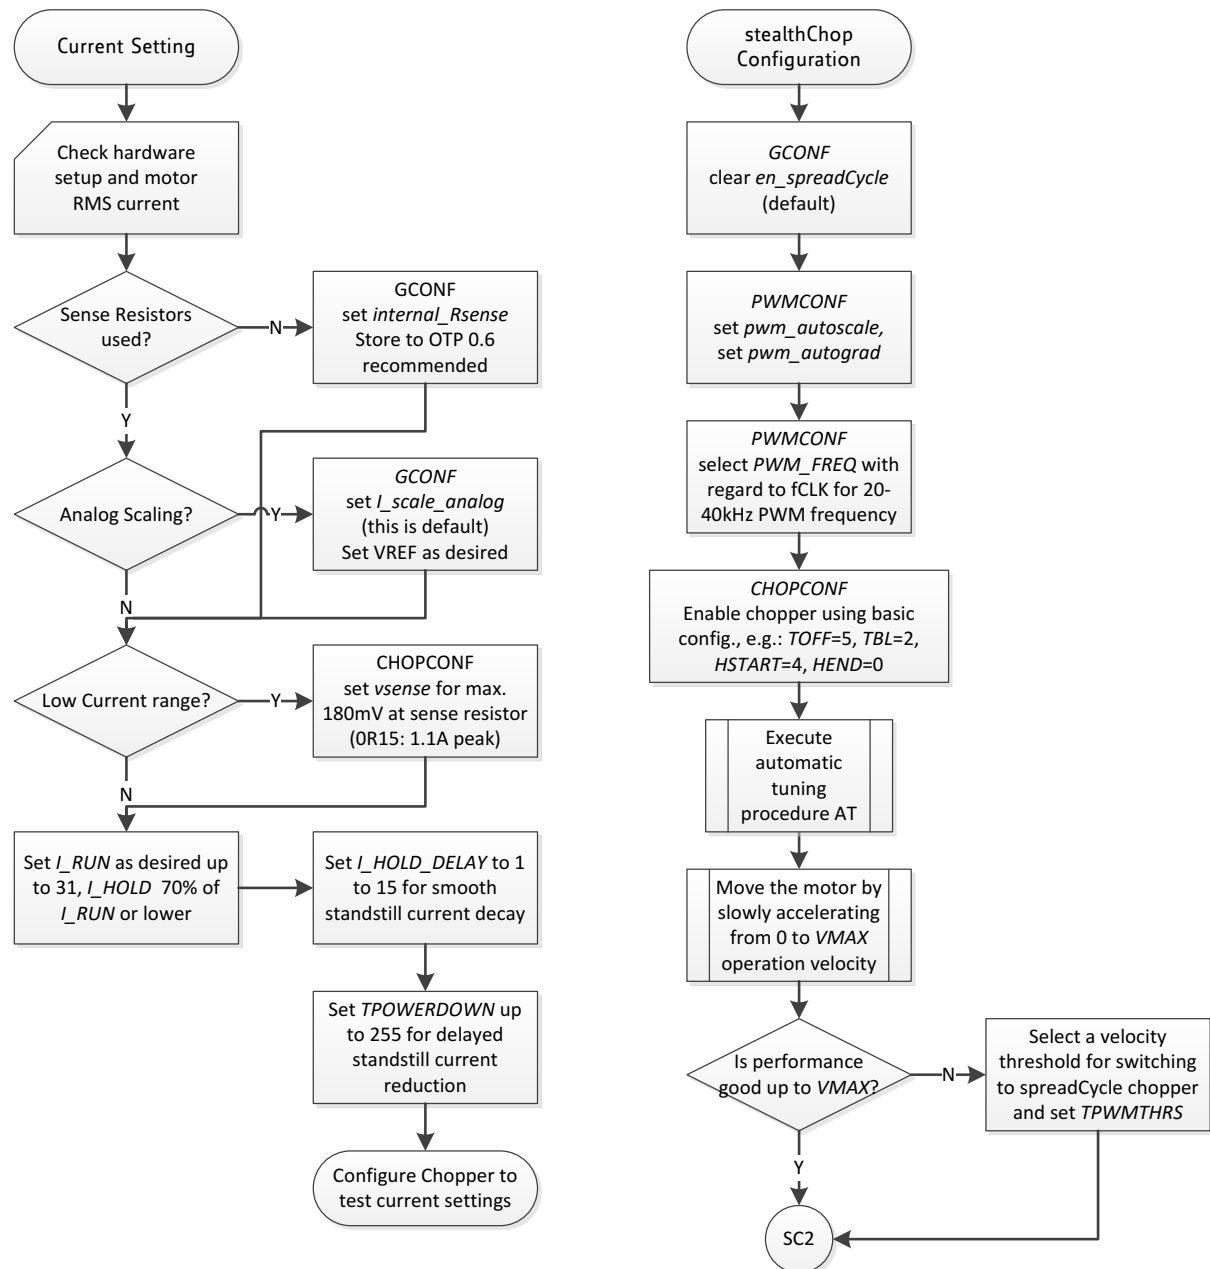 Current Setting
Check hardware
setup and motor
RMS current
Sense Resistors
used?
N
GCONF
set internal_Rsense
Store to OTP 0.6
recommended
Y
Analog Scaling?
Y
GCONF
set I_scale_analog
(this is default)
Set VREF as desired
N
Low Current range?
Y
CHOPCONF
set vsense for max.
180mV at sense resistor
(0R15: 1.1A peak)
N
Set I_RUN as desired up
to 31, I_HOLD 70% of
I_RUN or lower
Set I_HOLD_DELAY to 1
to 15 for smooth
standstill current decay
Set TPOWERDOWN up
to 255 for delayed
standstill current
reduction
Configure Chopper to
test current settings
stealthChop
Configuration
GCONF
clear en_spreadCycle
(default)
PWMCONF
set pwm_autoscale,
set pwm_autograd
PWMCONF
select PWM_FREQ with
regard to fCLK for 20-
40kHz PWM frequency
CHOPCONF
Enable chopper using basic
config., e.g.: TOFF=5, TBL=2,
HSTART=4, HEND=0
Execute
automatic
tuning
procedure AT
Move the motor by
slowly accelerating
from 0 to VMAX
operation velocity
Is performance
good up to VMAX?
N
Select a velocity
threshold for switching
to spreadCycle chopper
and set TPWMTHRS
Y
SC2